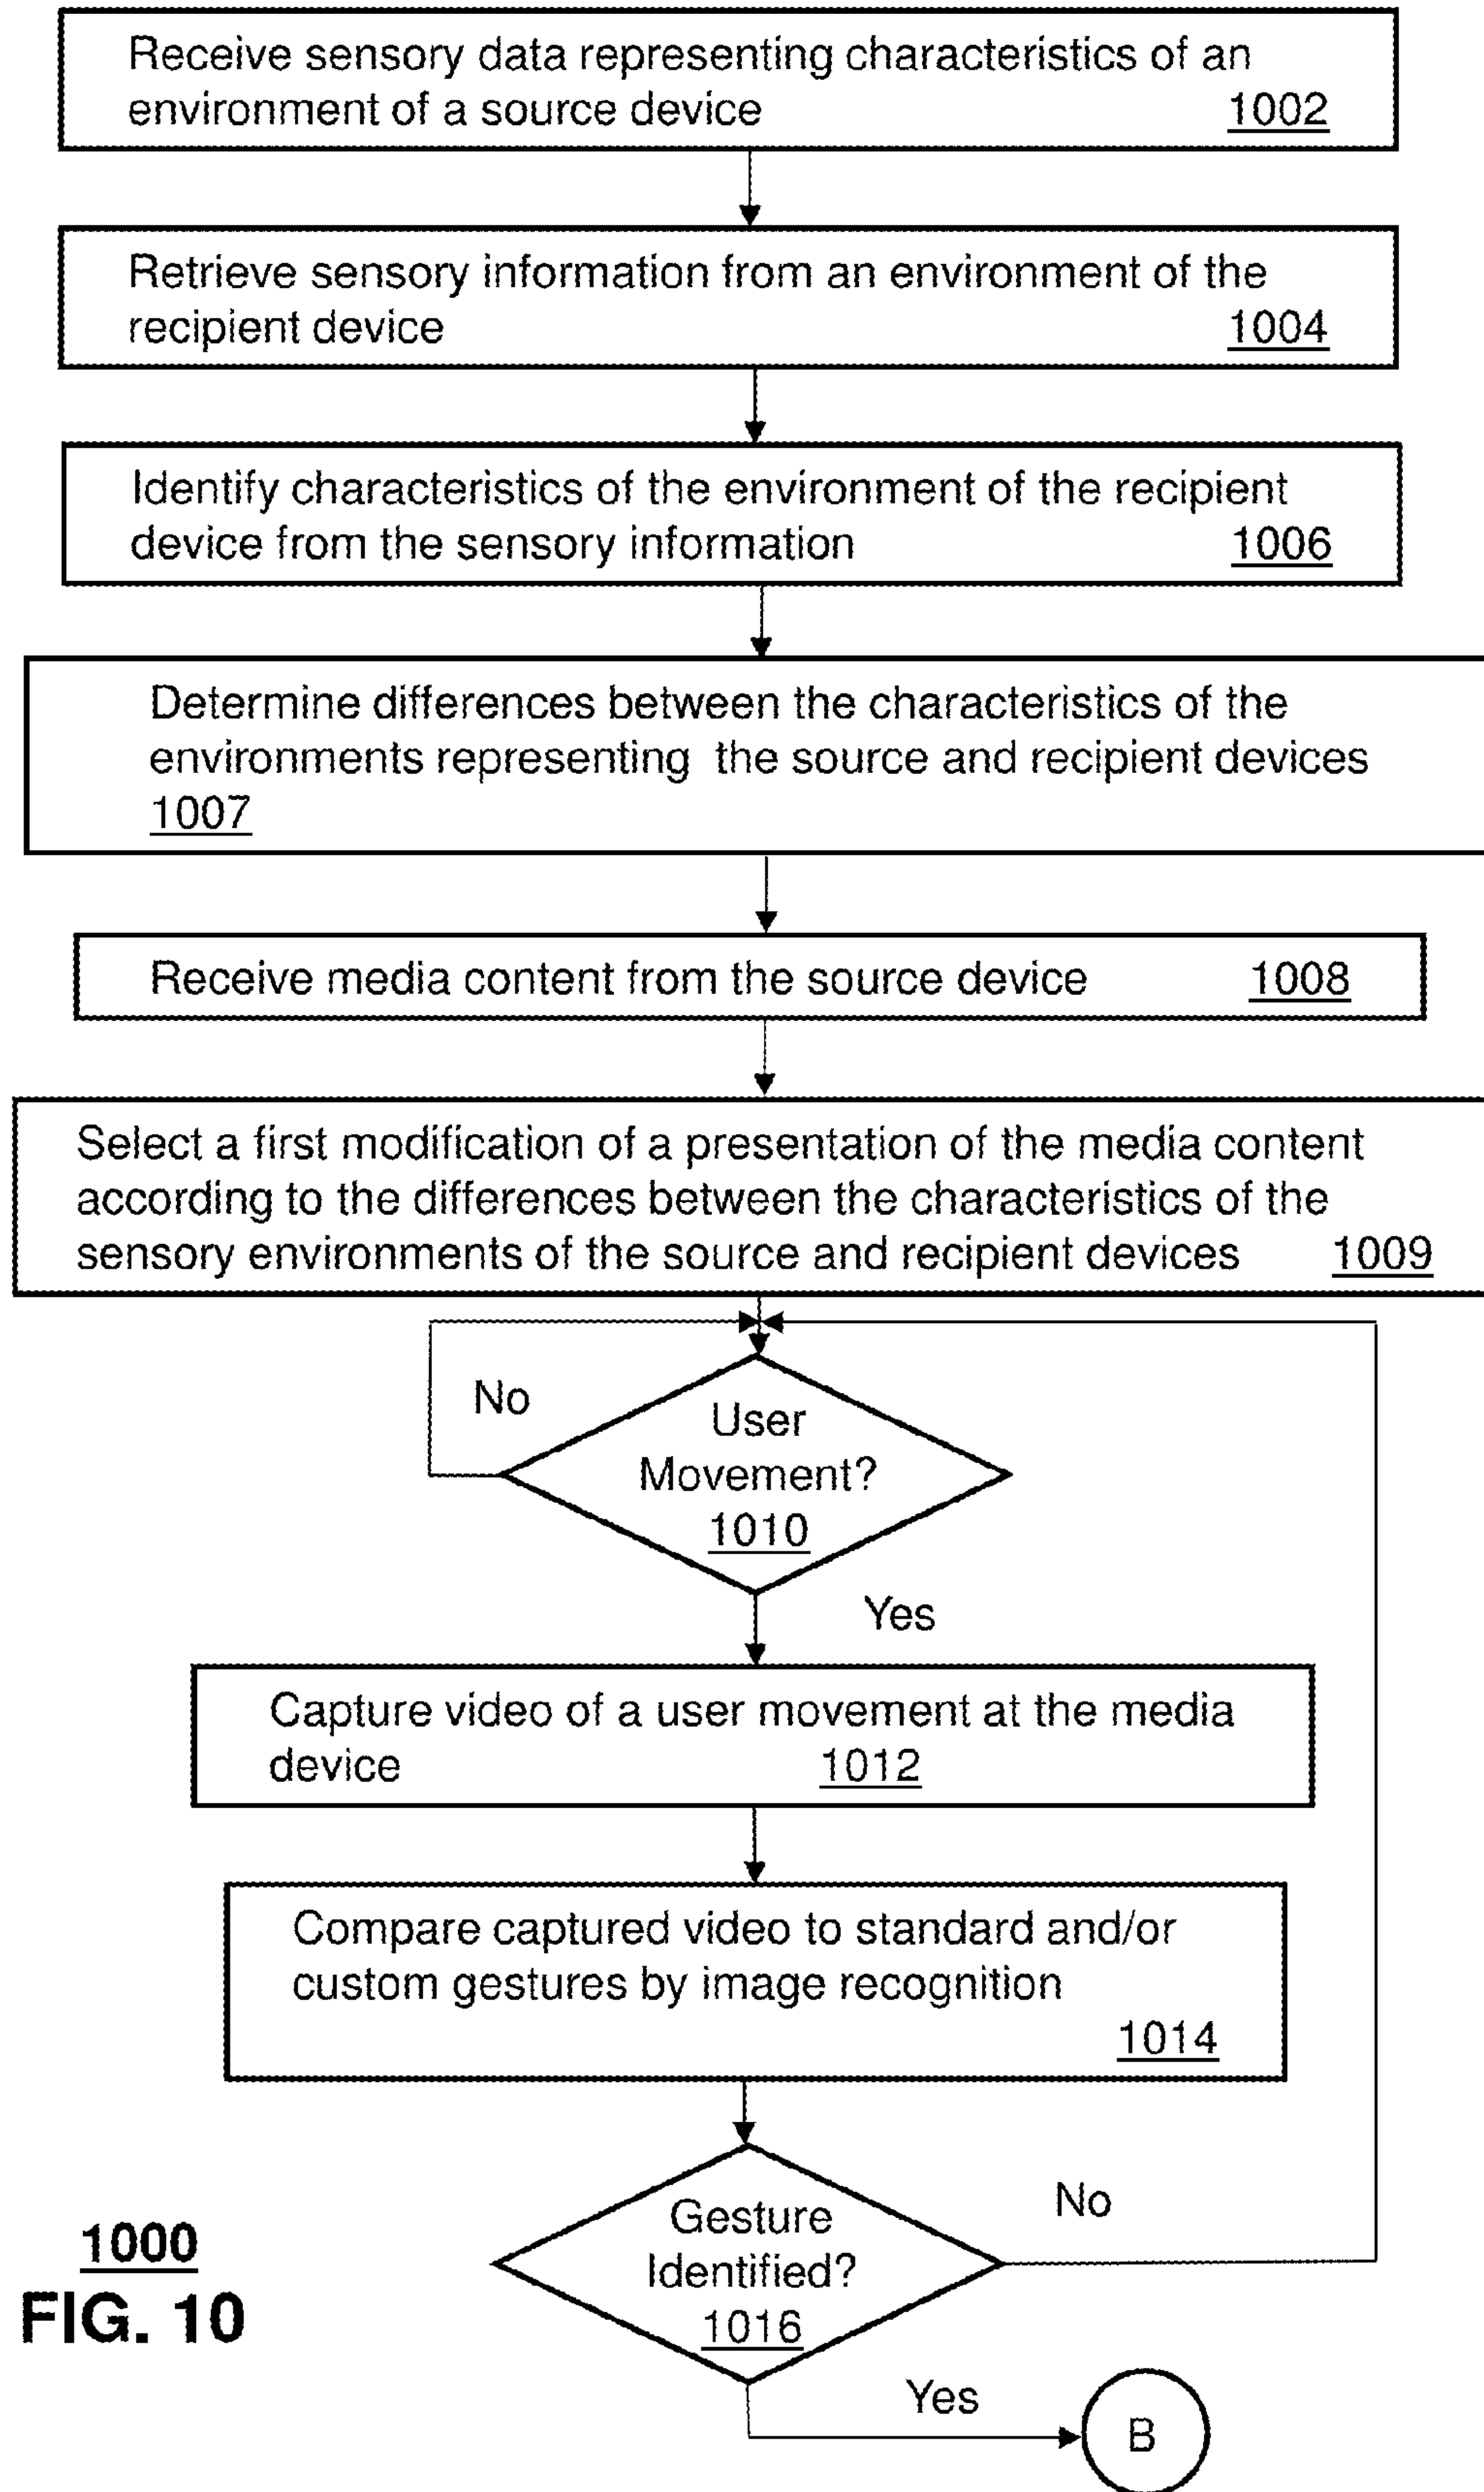 Receive sensory data representing characteristics of an
environment of a source device 1002
Retrieve sensory information from an environment of the
recipient device 1004
Identify characteristics of the environment of the recipient
device from the sensory information 1006
Determine differences between the characteristics of the
environments representing the source and recipient devices
1007
Receive media content from the source device 1008
Select a first modification of a presentation of the media content
according to the differences between the characteristics of the
sensory environments of the source and recipient devices 1009
No
User
Movement?
1010
Yes
Capture video of a user movement at the media
device 1012
Compare captured video to standard and/or
custom gestures by image recognition
1014
Gesture
Identified?
1016
No
Yes
B
1000
FIG. 10